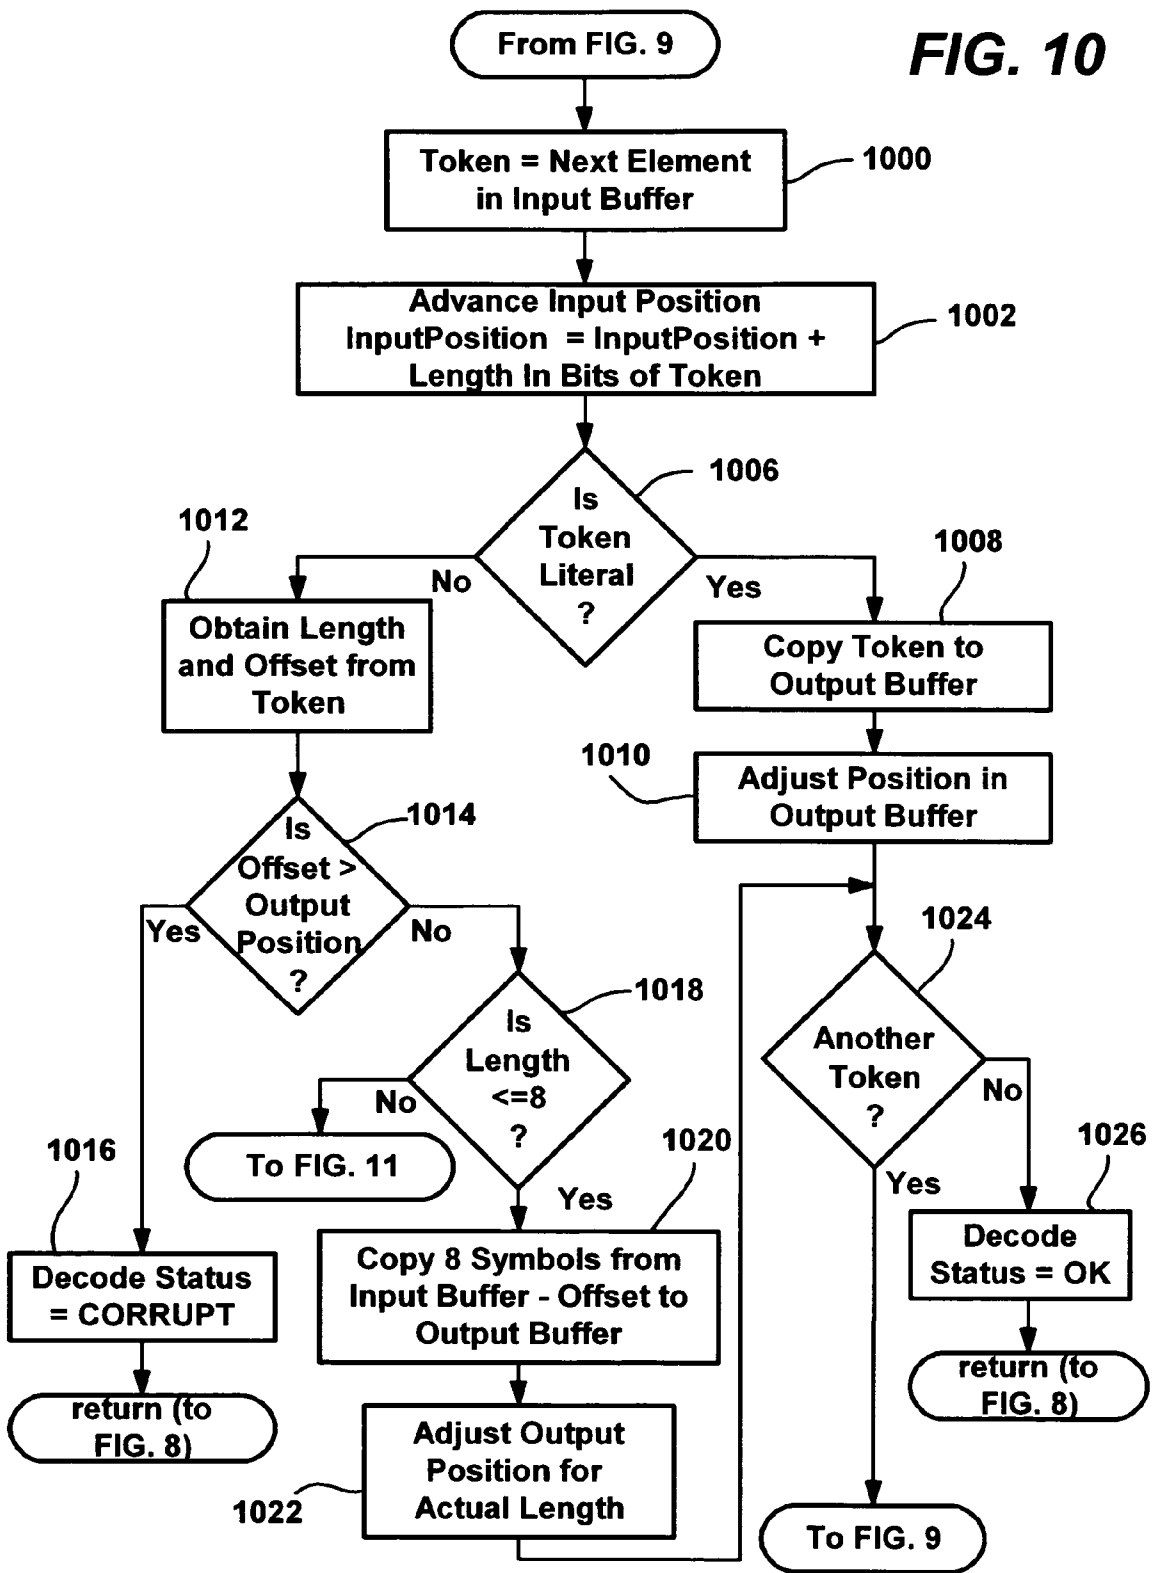 From FIG. 9
FIG. 10
Token = Next Element
in Input Buffer
1000
Advance Input Position
InputPosition = InputPosition +
Length In Bits of Token
1002
Is
Token
Literal
?
1006
No
Yes
1012
Obtain Length
and Offset from
Token
1008
Copy Token to
Output Buffer
1010
Adjust Position in
Output Buffer
Is
Offset >
Output
Position
?
1014
Yes
No
Is
Length
<=8
?
1018
No
Yes
To FIG. 11
1024
Another
Token
?
No
Yes
1016
Decode Status
= CORRUPT
return (to
FIG. 8)
1020
Copy 8 Symbols from
Input Buffer - Offset to
Output Buffer
1026
Decode
Status = OK
return (to
FIG. 8)
Adjust Output
Position for
Actual Length
1022
To FIG. 9